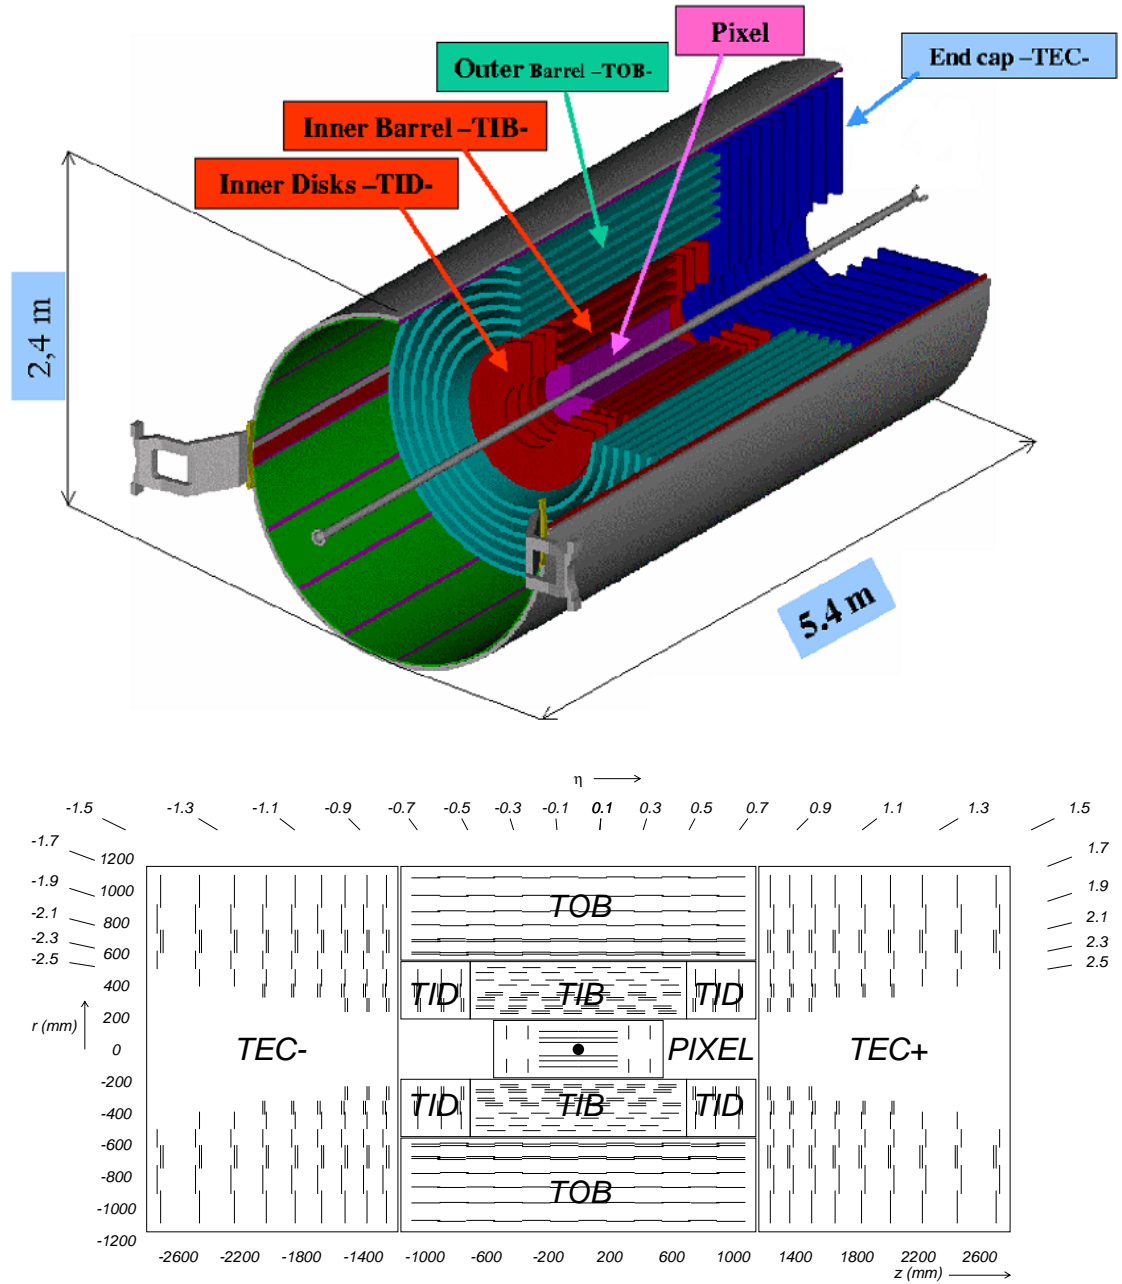 Pixel
End cap –TEC-
Outer Barrel –TOB-
Inner Barrel –TIB-
Inner Disks –TID-
2,4 m
5.4 m
η
-1.5 -1.3 -1.1 -0.9 -0.7 -0.5 -0.3 -0.1 0.1 0.3 0.5 0.7 0.9 1.1 1.3 1.5
-1.7 1.7
1200
-1.9 1000 1.9
-2.1 800 2.1
-2.3 600 2.3
-2.5 2.5
TOB
400
TID TIB TID
200
r (mm)
0
TEC- PIXEL TEC+
-200
-400
TID TIB TID
-600
-800
TOB
-1000
-1200
-2600 -2200 -1800 -1400 -1000 -600 -200 200 600 1000 1400 1800 2200 2600
z (mm)